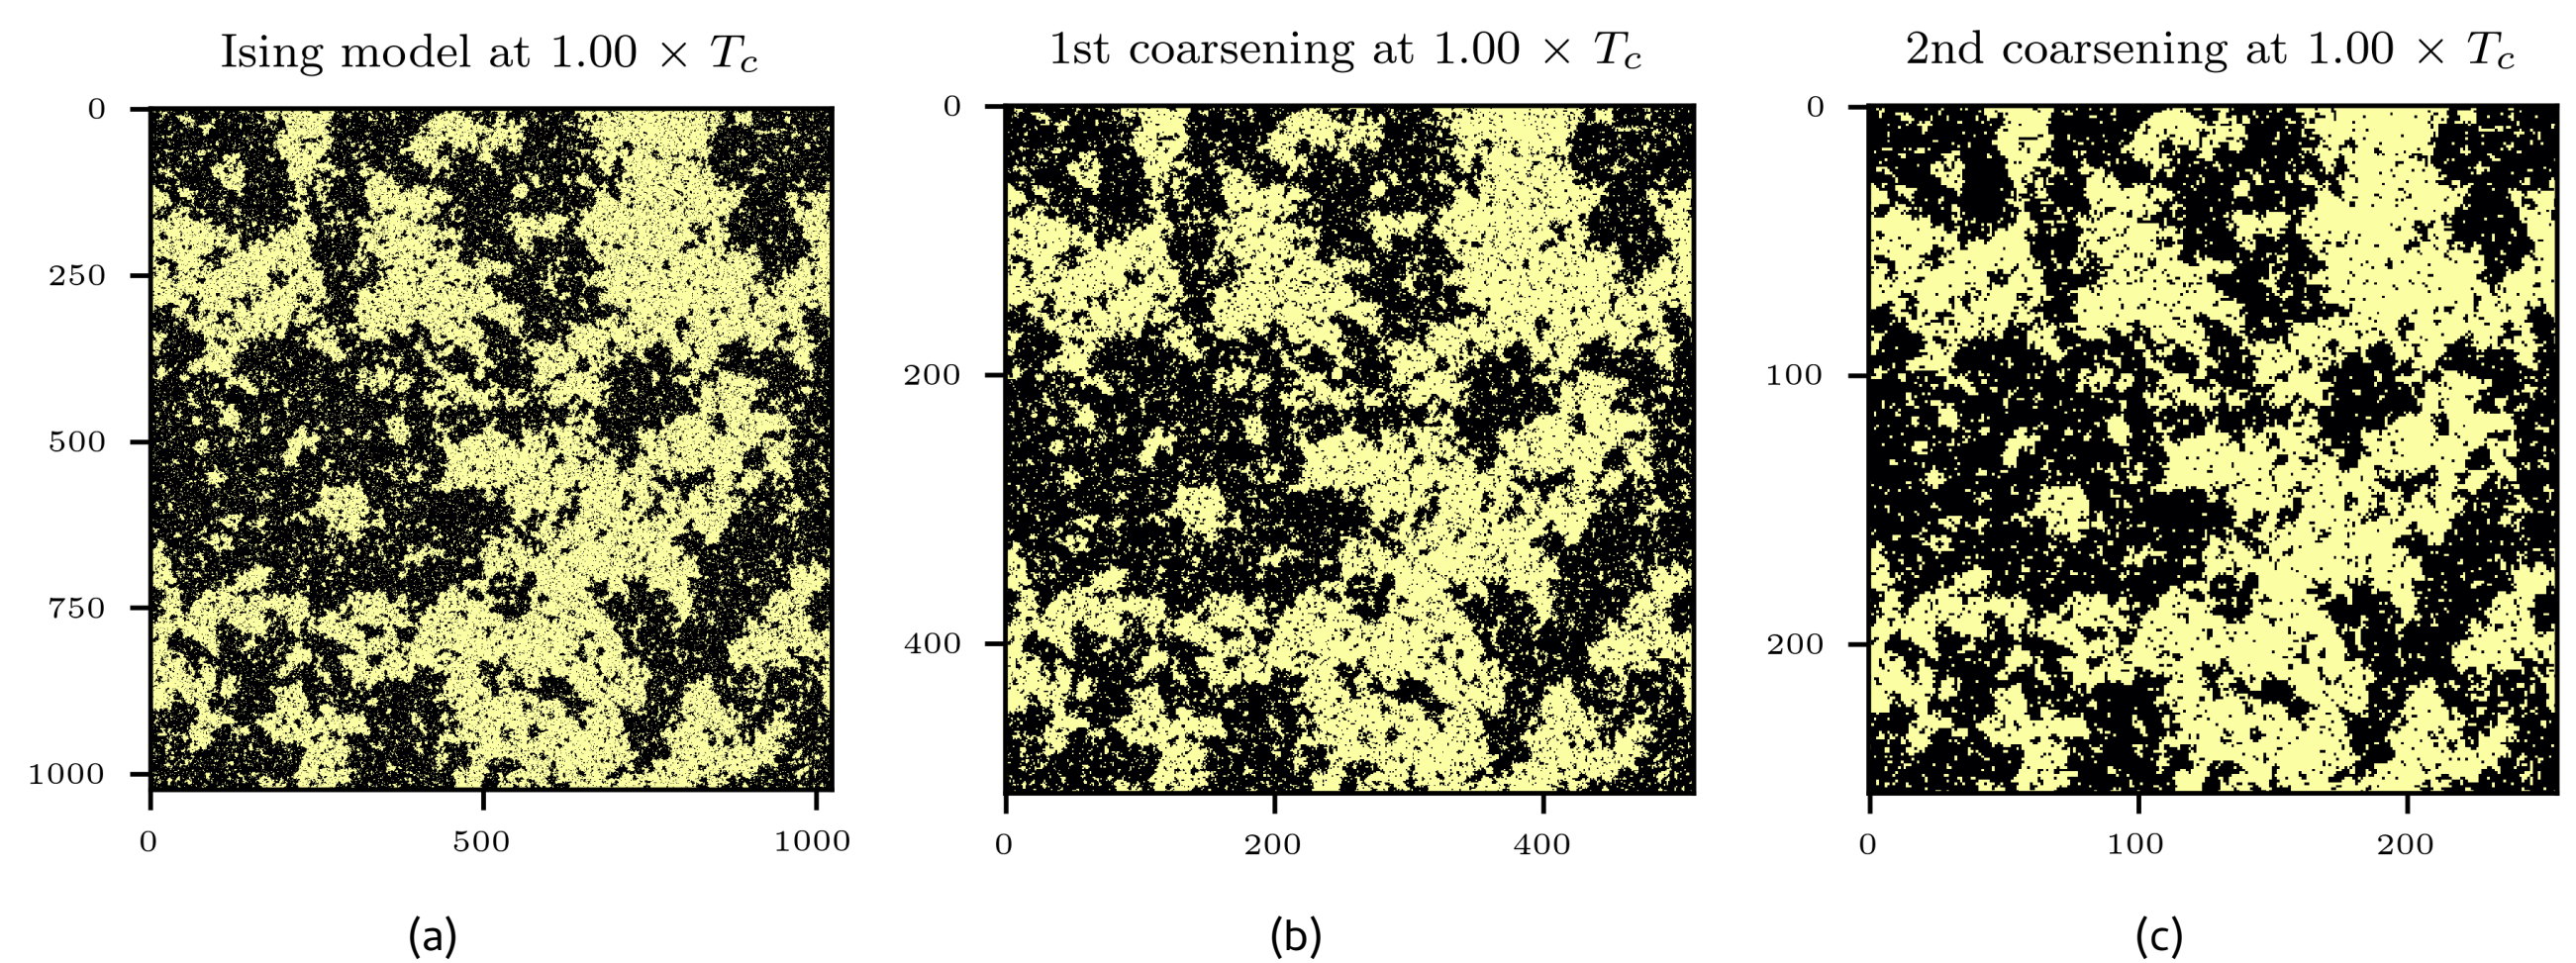 Ising model at 1.00 × T_c
0
250
500
750
1000
0 500 1000
(a)
1st coarsening at 1.00 × T_c
0
200
400
0 200 400
(b)
2nd coarsening at 1.00 × T_c
0
100
200
0 100 200
(c)